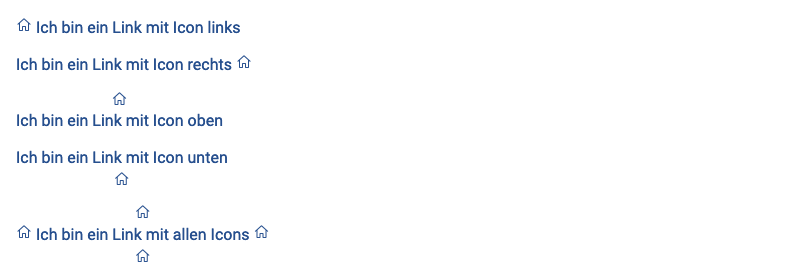 Ich bin ein Link mit Icon links
Ich bin ein Link mit Icon rechts
Ich bin ein Link mit Icon oben
Ich bin ein Link mit Icon unten
Ich bin ein Link mit allen Icons